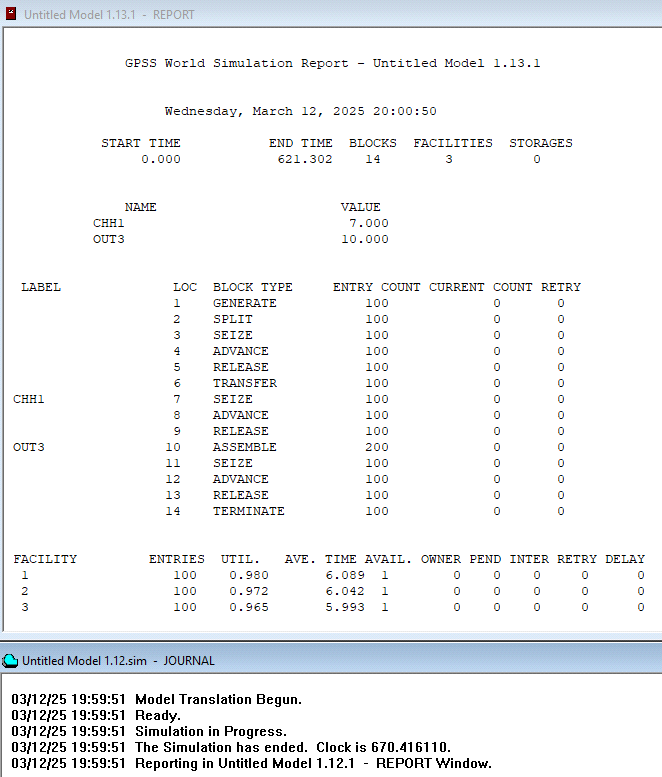 Untitled Model 1.13.1 - REPORT
GPSS World Simulation Report - Untitled Model 1.13.1
Wednesday, March 12, 2025 20:00:50
START TIME END TIME BLOCKS FACILITIES STORAGES
0.000 621.302 14 3 0
NAME VALUE
CHH1 7.000
OUT3 10.000
LABEL LOC BLOCK TYPE ENTRY COUNT CURRENT COUNT RETRY
1 GENERATE 100 0 0
2 SPLIT 100 0 0
3 SEIZE 100 0 0
4 ADVANCE 100 0 0
5 RELEASE 100 0 0
6 TRANSFER 100 0 0
CHH1 7 SEIZE 100 0 0
8 ADVANCE 100 0 0
9 RELEASE 100 0 0
OUT3 10 ASSEMBLE 200 0 0
11 SEIZE 100 0 0
12 ADVANCE 100 0 0
13 RELEASE 100 0 0
14 TERMINATE 100 0 0
FACILITY ENTRIES UTIL. AVE. TIME AVAIL. OWNER PEND INTER RETRY DELAY
1 100 0.980 6.089 1 0 0 0 0 0
2 100 0.972 6.042 1 0 0 0 0 0
3 100 0.965 5.993 1 0 0 0 0 0
Untitled Model 1.12.sim - JOURNAL
03/12/25 19:59:51 Model Translation Begun.
03/12/25 19:59:51 Ready.
03/12/25 19:59:51 Simulation in Progress.
03/12/25 19:59:51 The Simulation has ended. Clock is 670.416110.
03/12/25 19:59:51 Reporting in Untitled Model 1.12.1 - REPORT Window.